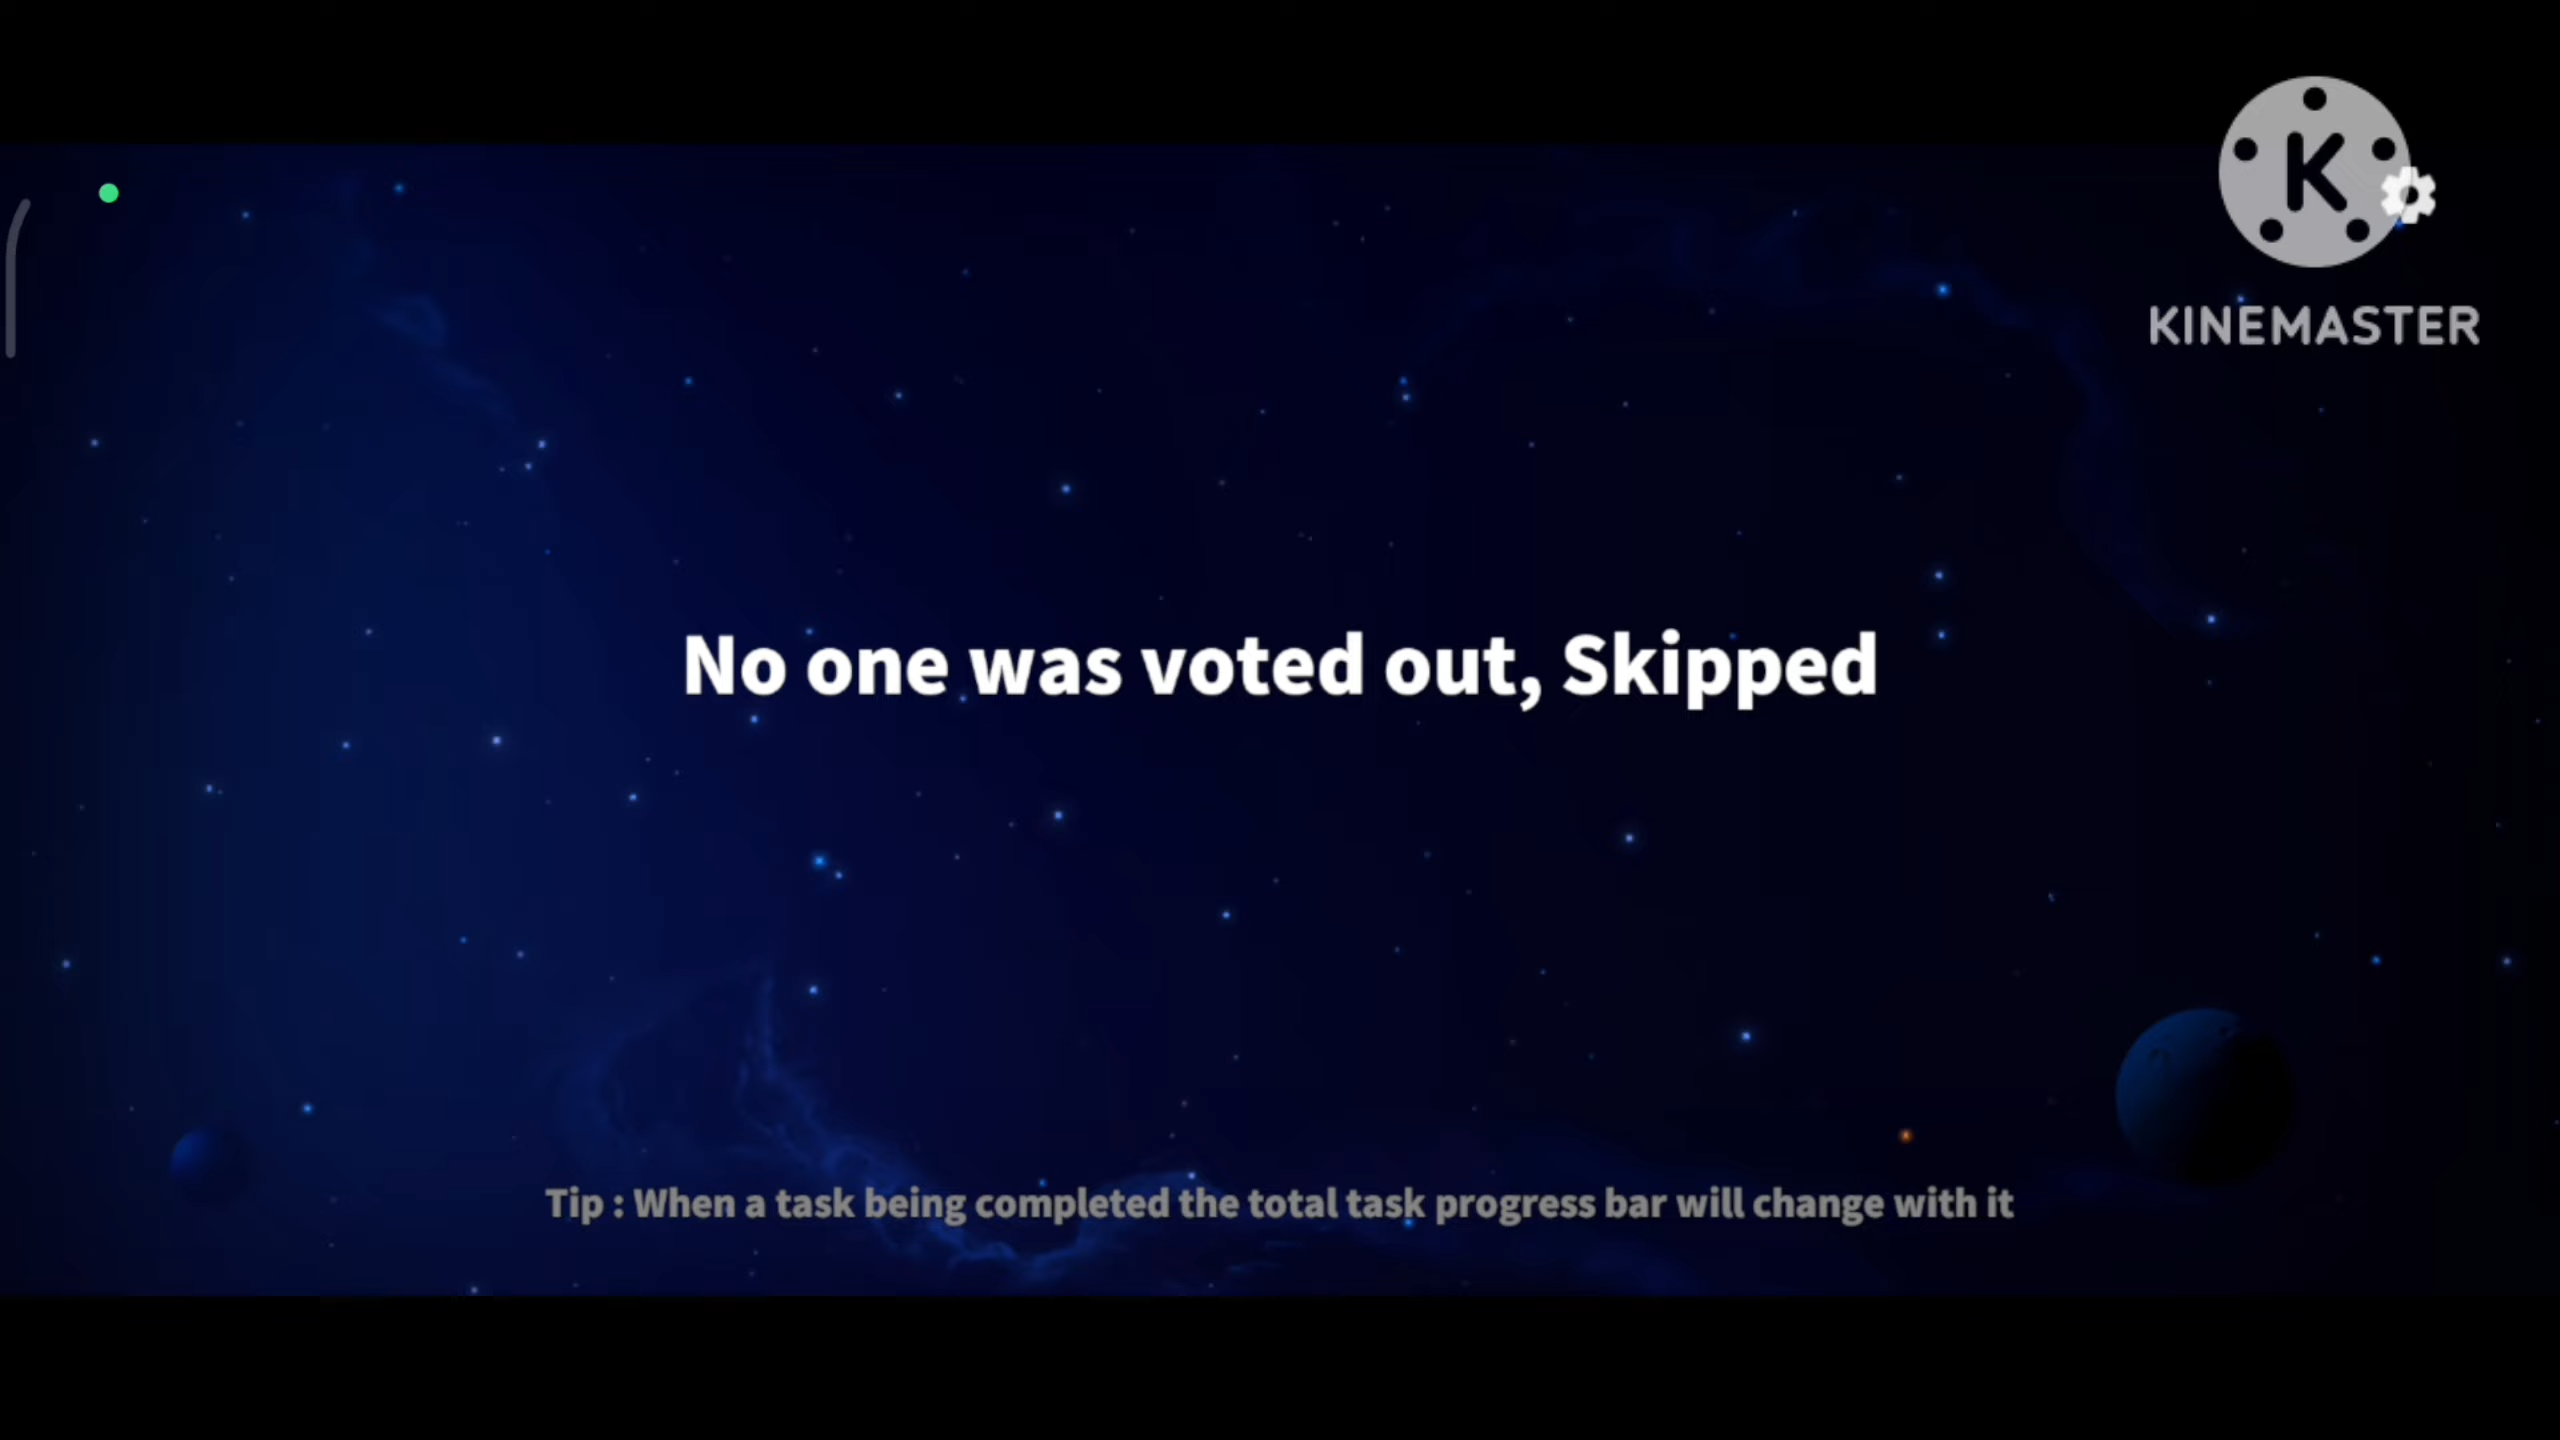 K
KINEMASTER
No one was voted out, Skipped
Tip : When a task being completed the total task progress bar will change with it